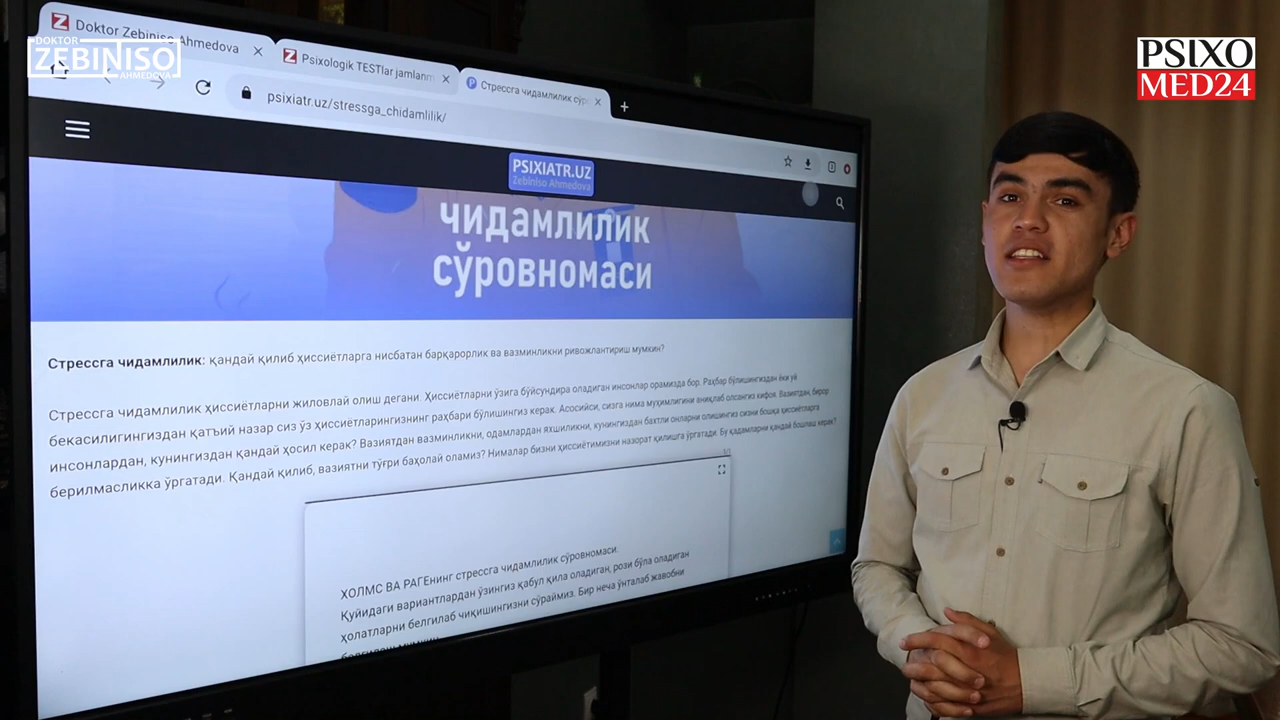 DOKTOR
ZEBINISO
AHMEDOVA
PSIXO
MED24
Doktor Zebiniso Ahmedova
Psixologik TESTlar jamlanm
Стрессга чидамлилик сўро
psixiatr.uz/stressga_chidamlilik/
PSIXIATR.UZ
Zebiniso Ahmedova
чидамлилик
сўровномаси
Стрессга чидамлилик: қандай қилиб ҳиссиётларга нисбатан барқарорлик ва вазминликни ривожлантириш мумкин?
Стрессга чидамлилик ҳиссиётларни жиловлай олиш дегани. Ҳиссиётларни ўзига бўйсундира оладиган инсонлар орамизда бор. Раҳбар бўлишингиздан ёки уй
бекасилигингиздан қатъий назар сиз ўз ҳиссиётларингизнинг раҳбари бўлишингиз керак. Асосийси, сизга нима муҳимлигини аниқлаб олсангиз кифоя. Вазиятдан, бирор
инсонлардан, кунингиздан қандай ҳосил керак? Вазиятдан вазминликни, одамлардан яхшиликни, кунингиздан бахтли онларни олишингиз сизни бошқа ҳиссиётларга
берилмасликка ўргатади. Қандай қилиб, вазиятни тўғри баҳолай оламиз? Нималар бизни ҳиссиётимизни назорат қилишга ўргатади. Бу қадамларни қандай бошлаш керак?
ХОЛМС ВА РАГЕнинг стрессга чидамлилик сўровномаси.
Қуйидаги вариантлардан ўзингиз қабул қила оладиган, рози бўла оладиган
ҳолатларни белгилаб чиқишингизни сўраймиз. Бир неча ўнталаб жавобни
белгилаш мумкин